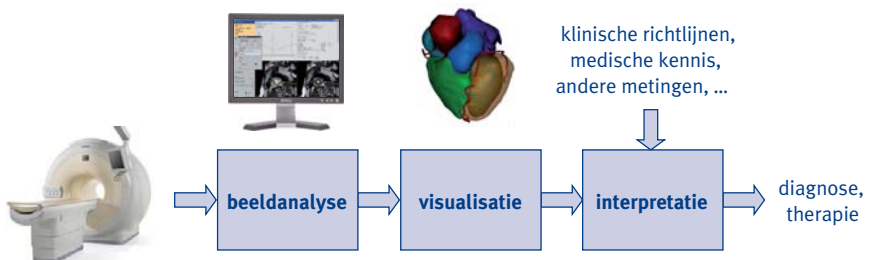 klinische richtlijnen,
medische kennis,
andere metingen, ...
beeldanalyse
visualisatie
interpretatie
diagnose,
therapie